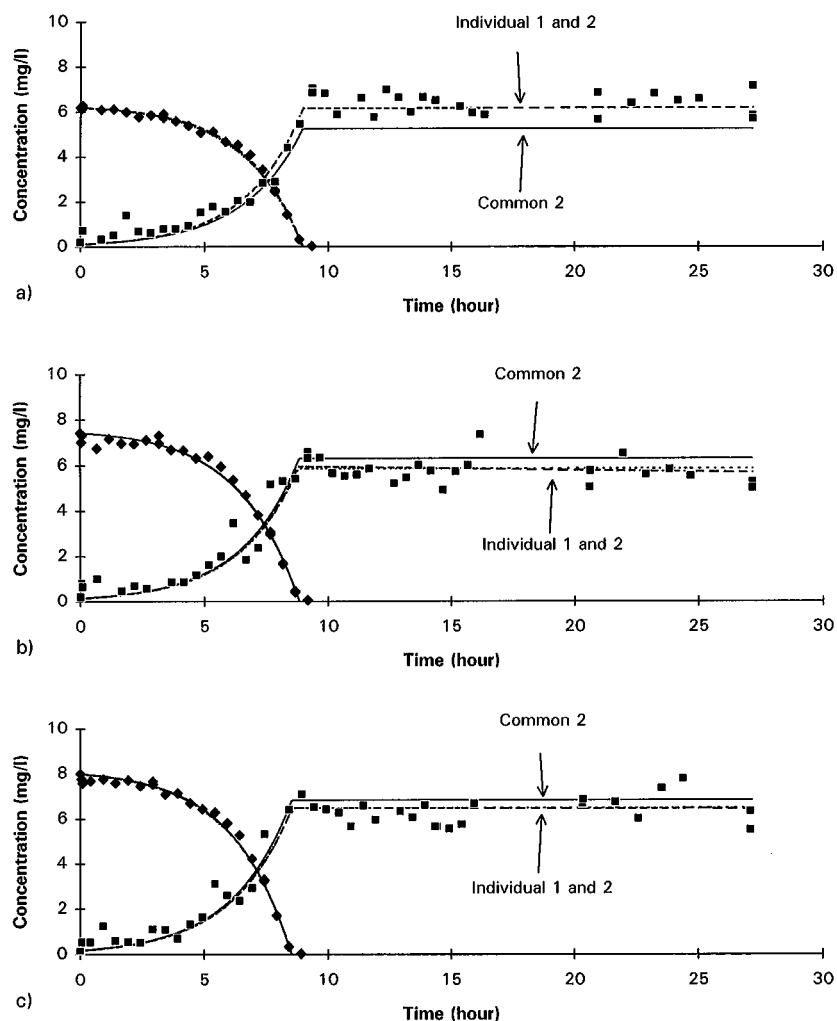 Concentration (mg/l)
10
8
6
4
2
0
Individual 1 and 2
Common 2
0 5 10 15 20 25 30
Time (hour)
a)
Concentration (mg/l)
10
8
6
4
2
0
Common 2
Individual 1 and 2
0 5 10 15 20 25 30
Time (hour)
b)
Concentration (mg/l)
10
8
6
4
2
0
Common 2
Individual 1 and 2
0 5 10 15 20 25 30
Time (hour)
c)